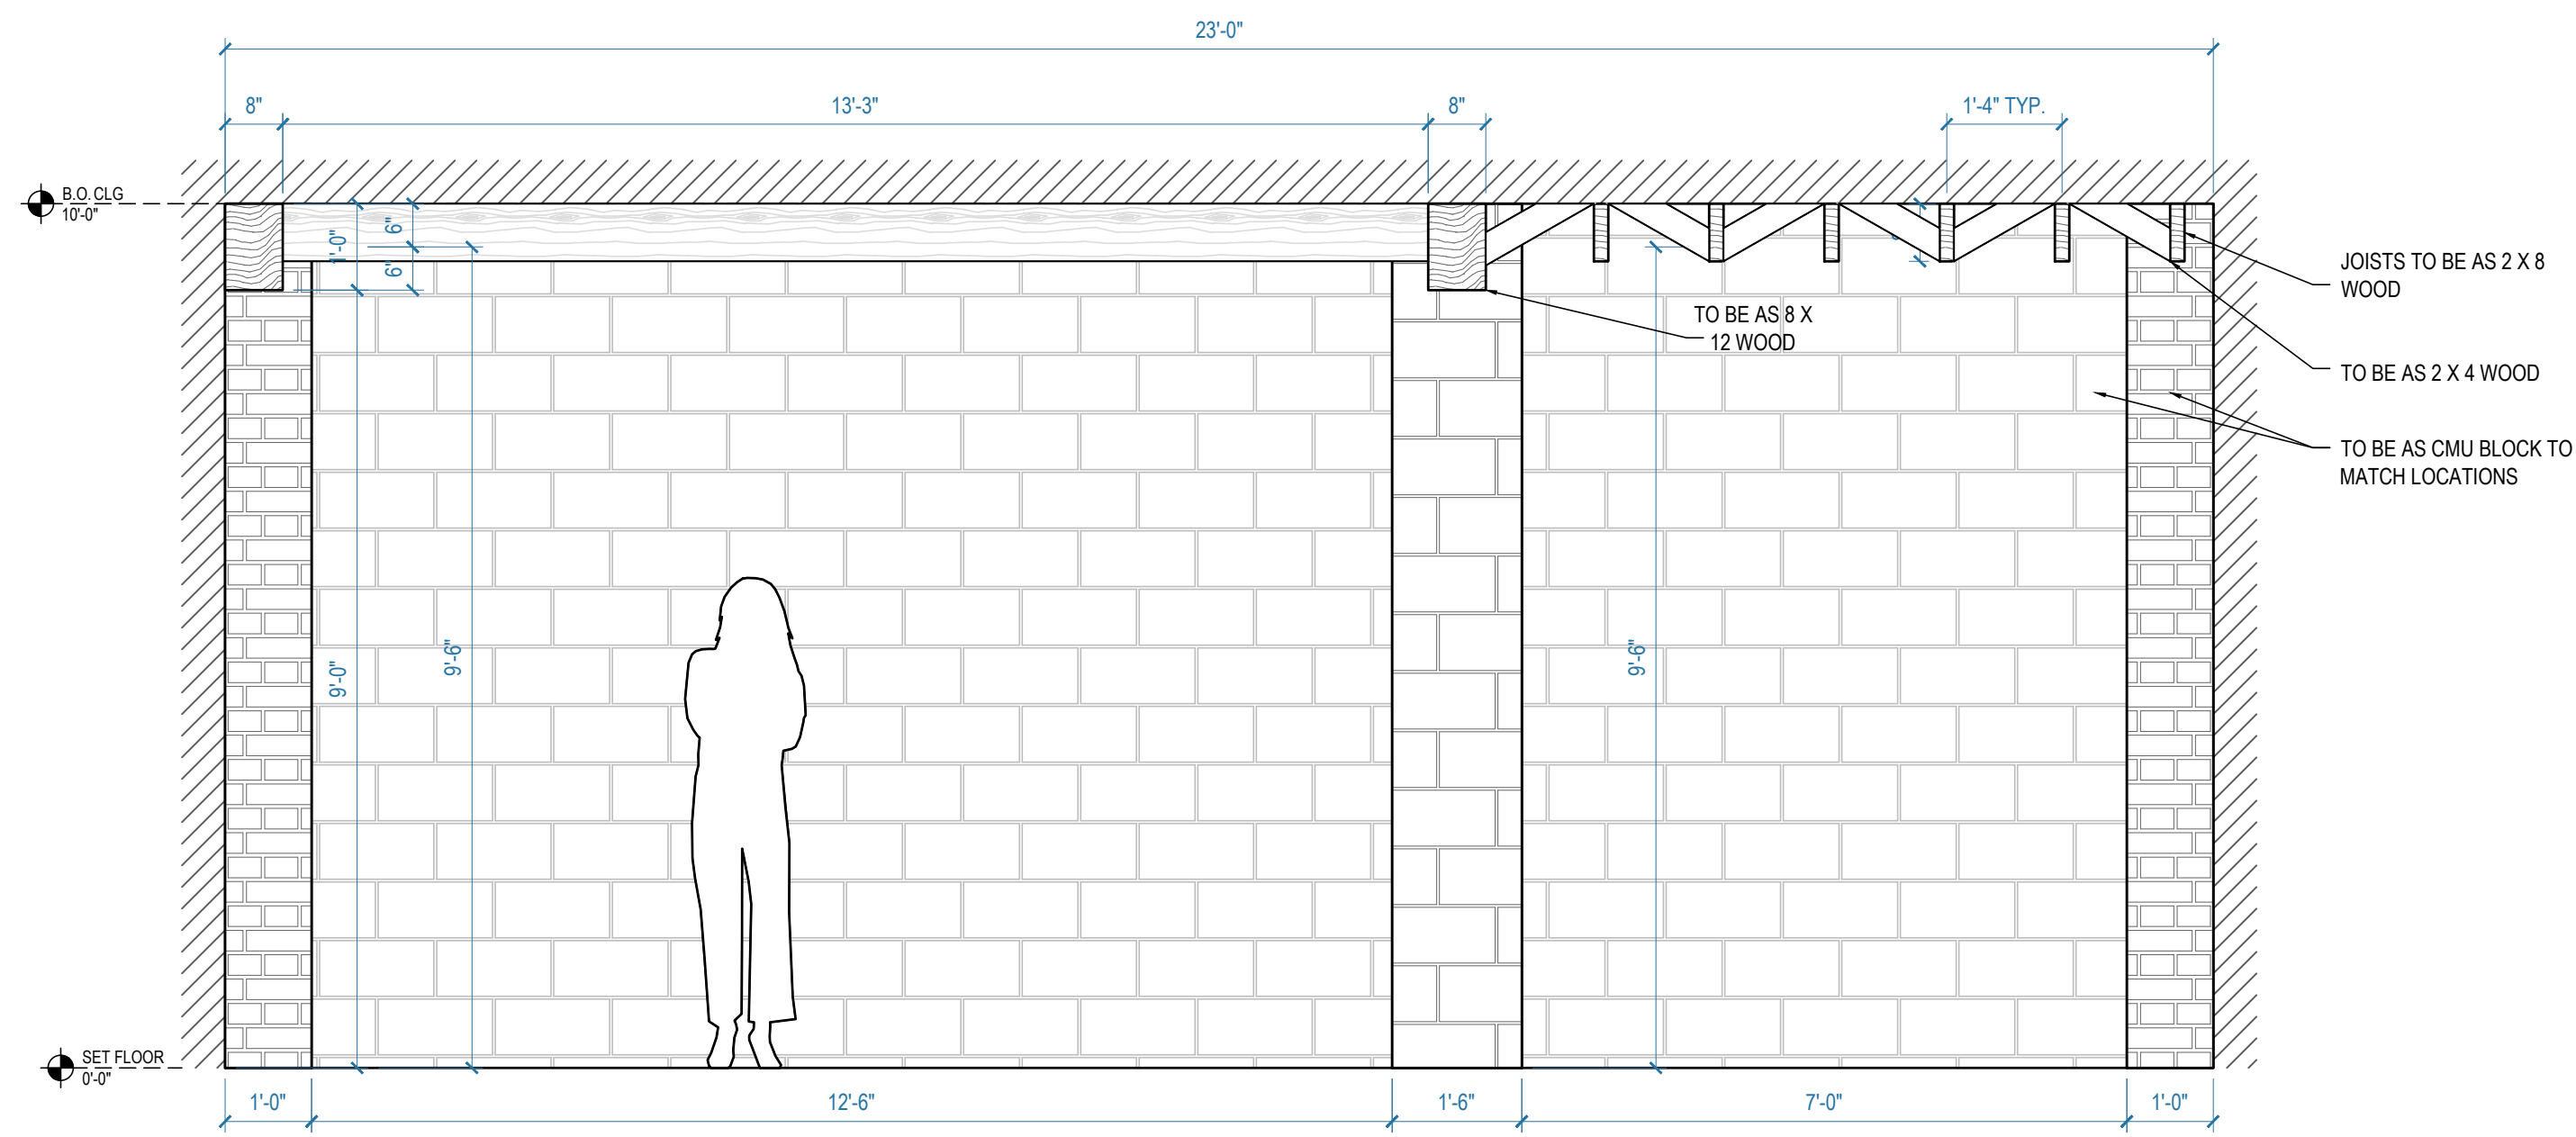 23'-0"
8"
13'-3"
8"
1'-4" TYP.
B.O. CLG
10'-0"
1'-0"
6"
6"
JOISTS TO BE AS 2 X 8
WOOD
TO BE AS 8 X
12 WOOD
TO BE AS 2 X 4 WOOD
TO BE AS CMU BLOCK TO
MATCH LOCATIONS
9'-0"
9'-6"
9'-6"
SET FLOOR
0'-0"
1'-0"
12'-6"
1'-6"
7'-0"
1'-0"